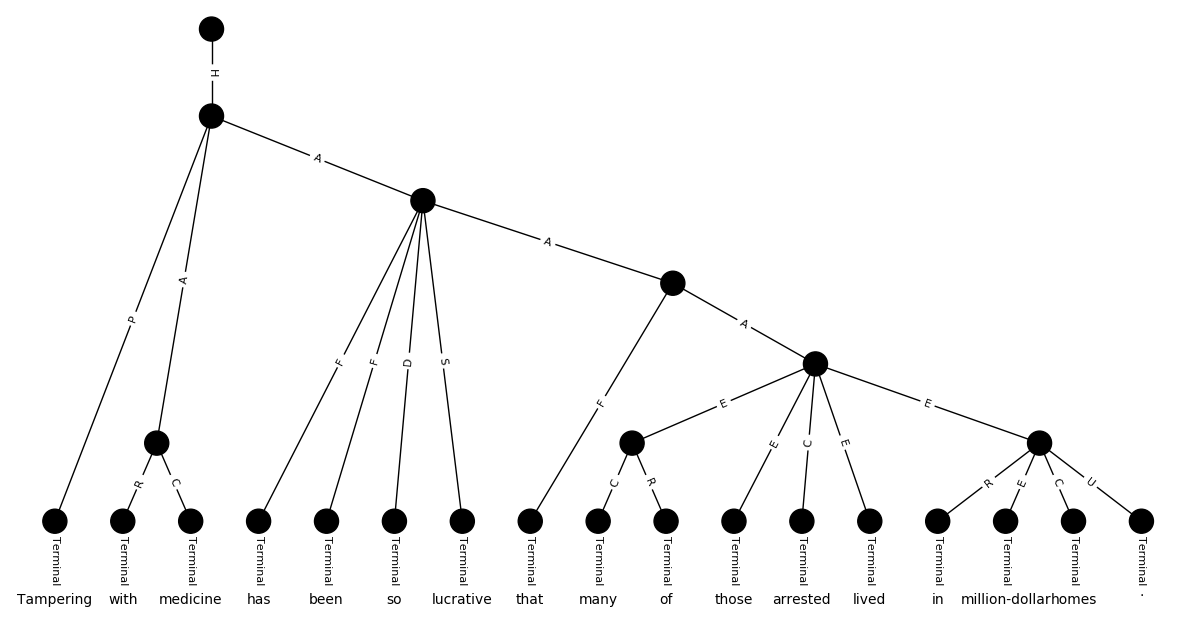 H
A
A
P
A
A
F
F
D
S
F
A
E
E
C
E
E
R
C
C
R
R
E
C
U
Terminal Terminal Terminal Terminal Terminal Terminal Terminal Terminal Terminal Terminal Terminal Terminal Terminal Terminal Terminal Terminal Terminal
Tampering with medicine has been so lucrative that many of those arrested lived in million-dollar homes .